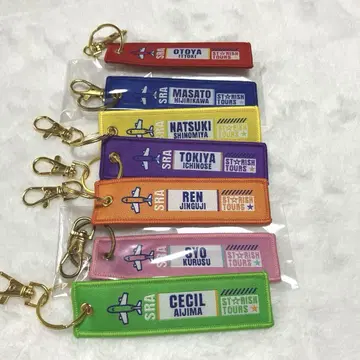 OTOYA
ITTOKI
ST☆RISH
TOURS
SRA
MASATO
HIJIRIKAWA
ST☆RISH
TOURS
SRA
NATSUKI
SHINOMIYA
ST☆RISH
TOURS
SRA
TOKIYA
ICHINOSE
ST☆RISH
TOURS
SRA
REN
JINGUJI
ST☆RISH
TOURS
SRA
SYO
KURUSU
ST☆RISH
TOURS
SRA
CECIL
AIJIMA
ST☆RISH
TOURS